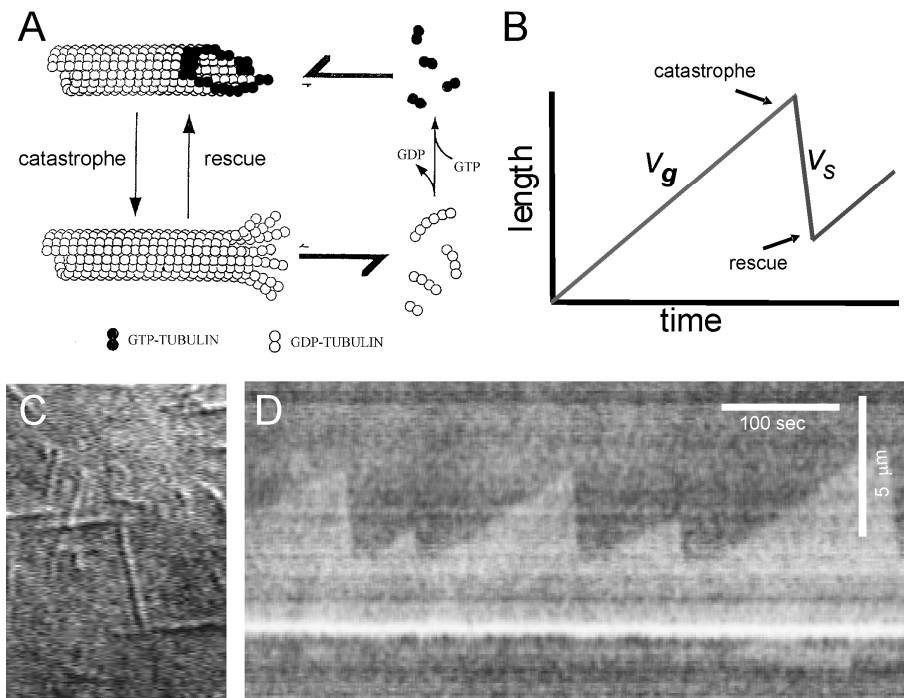 A
catastrophe
rescue
GDP
GTP
GTP-TUBULIN
GDP-TUBULIN
B
catastrophe
length
Vg
Vs
rescue
time
C
D
100 sec
5 µm